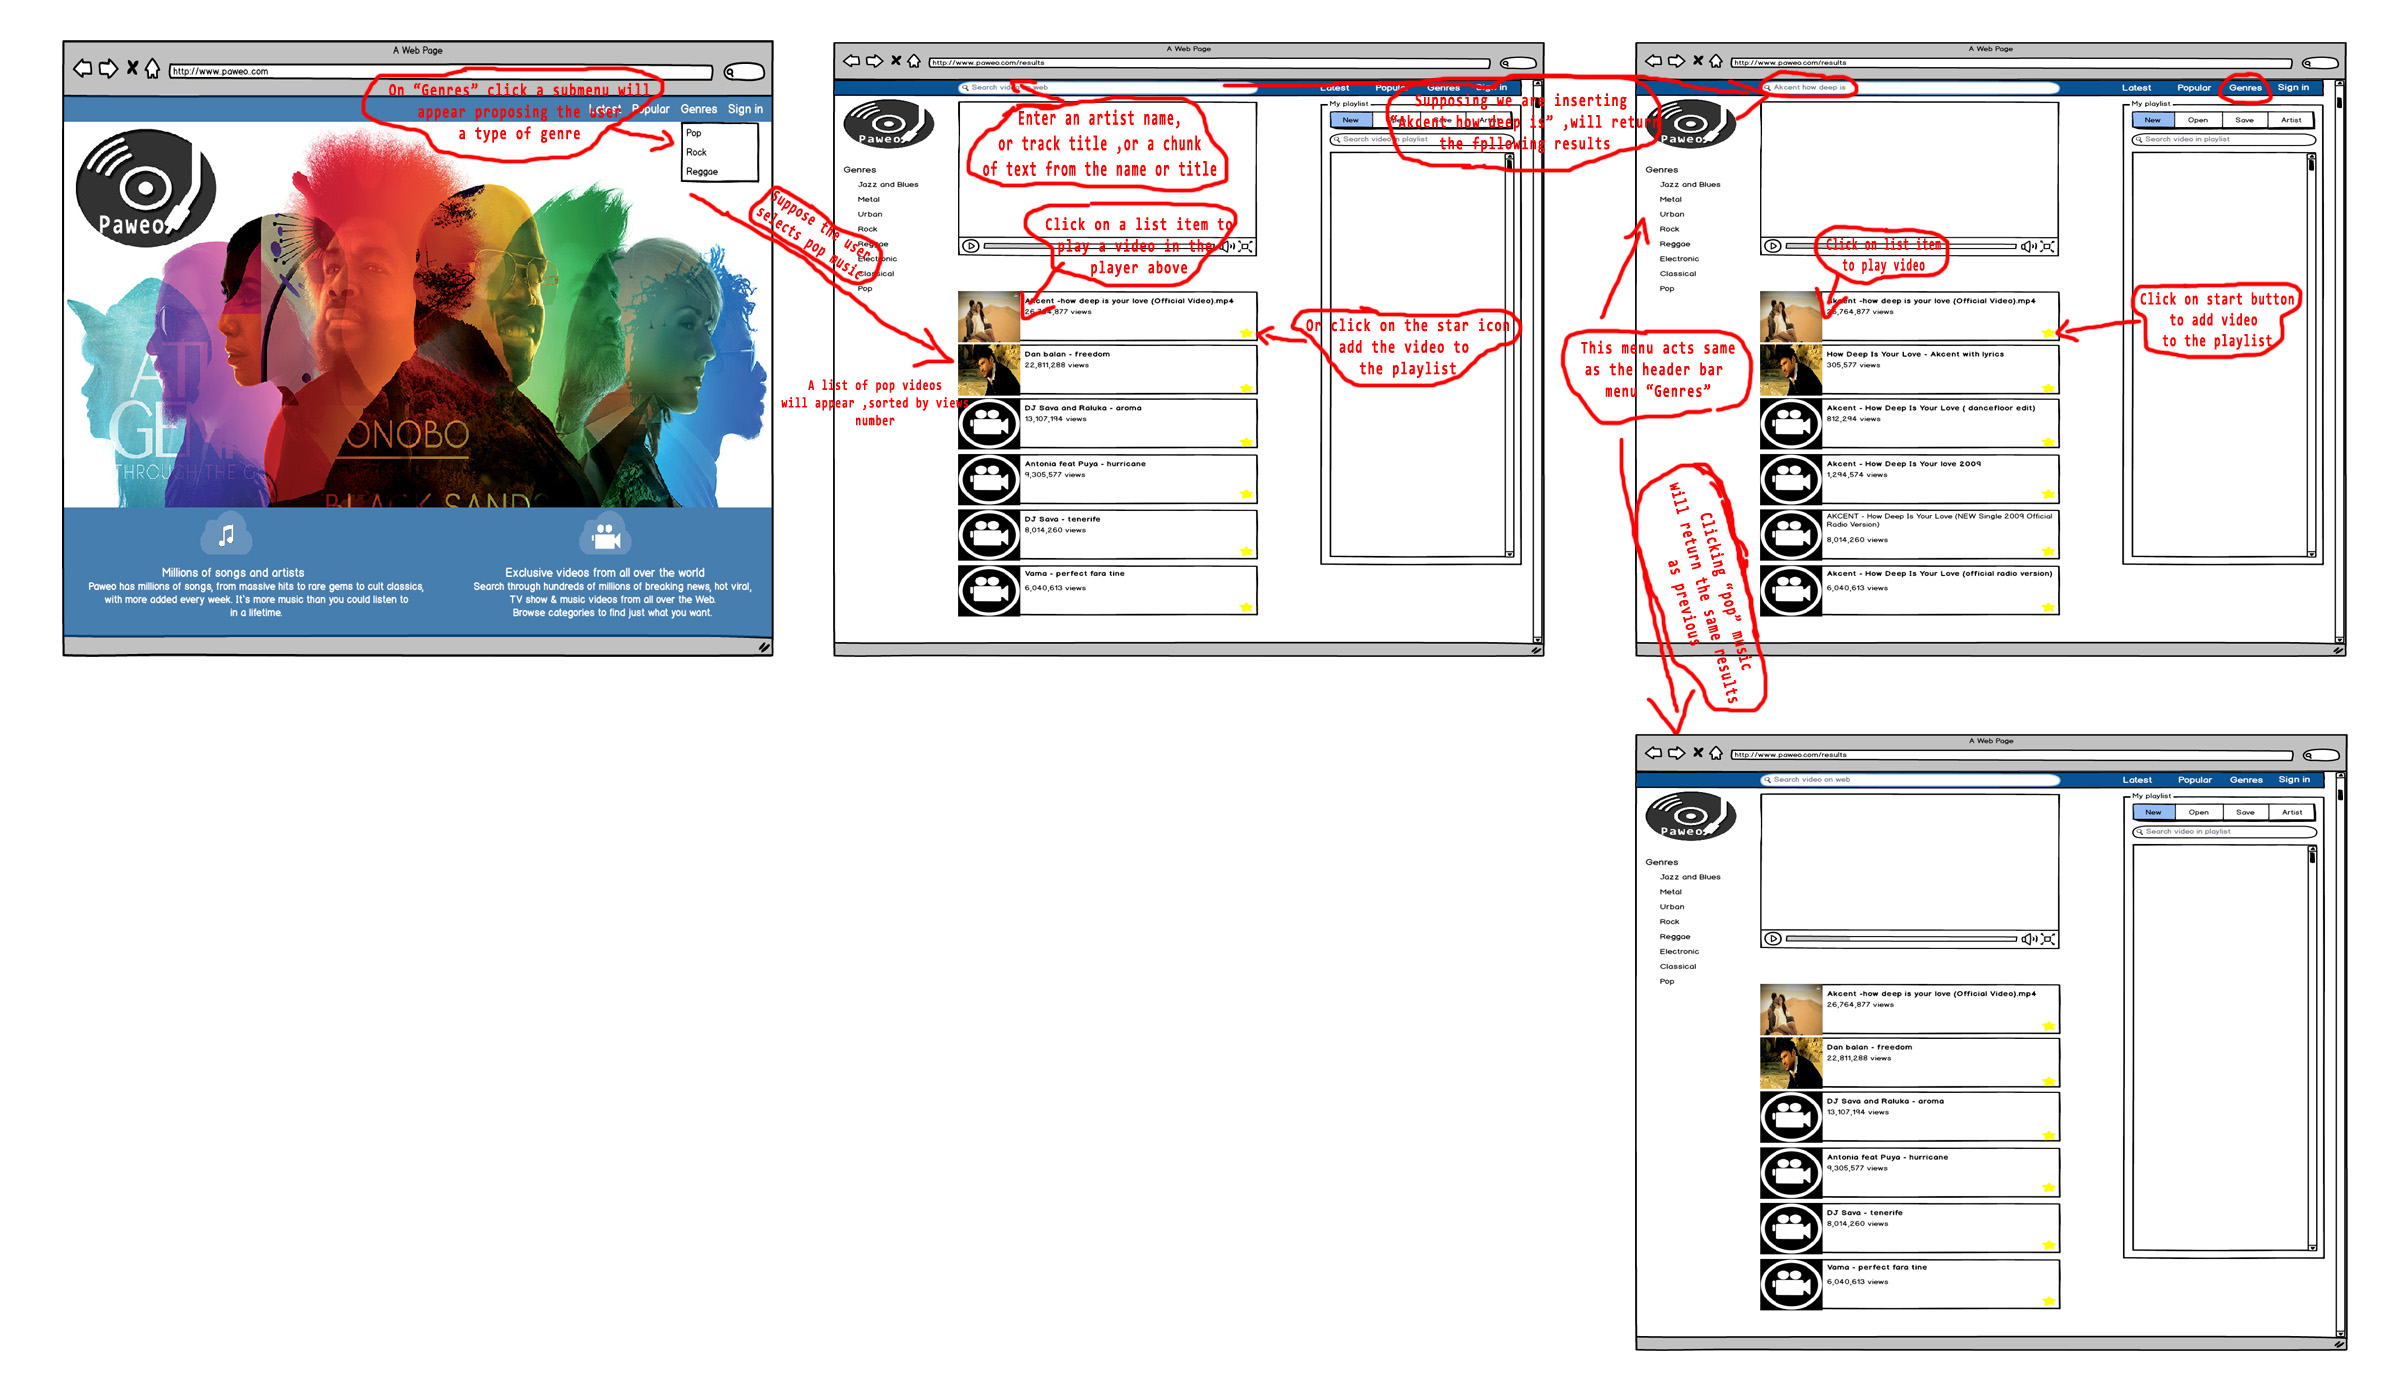 A Web Page
http://www.paweo.com
On “Genres” click a submenu will
appear proposing the user
a type of genre
Latest Popular Genres Sign in
Pop
Rock
Reggae
Paweo
ONOBO
THROUGH THE G
BLACK SANDS
Millions of songs and artists
Paweo has millions of songs, from massive hits to rare gems to cult classics,
with more added every week. It's more music than you could listen to
in a lifetime.
Exclusive videos from all over the world
Search through hundreds of millions of breaking news, hot viral,
TV show & music videos from all over the Web.
Browse categories to find just what you want.
Suppose the user,
selects pop music
A list of pop videos
will appear ,sorted by views
number
A Web Page
http://www.paweo.com/results
Search video on web
Latest Popular Genres Sign in
Paweo
Genres
Jazz and Blues
Metal
Urban
Rock
Reggae
Electronic
Classical
Pop
Enter an artist name,
or track title ,or a chunk
of text from the name or title
Click on a list item to
play a video in the
player above
Akcent -how deep is your love (Official Video).mp4
26,764,877 views
Dan balan - freedom
22,811,288 views
DJ Sava and Raluka - aroma
13,107,194 views
Antonia feat Puya - hurricane
9,305,577 views
DJ Sava - tenerife
8,014,260 views
Vama - perfect fara tine
6,040,613 views
Or click on the star icon
add the video to
the playlist
My playlist
New Open Save Artist
Search video in playlist
Supposing we are inserting
“Akcent how deep is” ,will return
the fpllowing results
A Web Page
http://www.paweo.com/results
Akcent how deep is
Latest Popular Genres Sign in
Paweo
Genres
Jazz and Blues
Metal
Urban
Rock
Reggae
Electronic
Classical
Pop
Click on list item
to play video
Akcent -how deep is your love (Official Video).mp4
26,764,877 views
How Deep Is Your Love - Akcent with lyrics
305,577 views
Akcent - How Deep Is Your Love ( dancefloor edit)
812,294 views
Akcent - How Deep Is Your love 2009
1,294,574 views
AKCENT - How Deep Is Your Love (NEW Single 2009 Official
Radio Version)
8,014,260 views
Akcent - How Deep Is Your Love (official radio version)
6,040,613 views
My playlist
New Open Save Artist
Search video in playlist
Click on start button
to add video
to the playlist
This menu acts same
as the header bar
menu “Genres”
Clicking “pop” music
will return the same results
as previous
A Web Page
http://www.paweo.com/results
Search video on web
Latest Popular Genres Sign in
Paweo
Genres
Jazz and Blues
Metal
Urban
Rock
Reggae
Electronic
Classical
Pop
Akcent -how deep is your love (Official Video).mp4
26,764,877 views
Dan balan - freedom
22,811,288 views
DJ Sava and Raluka - aroma
13,107,194 views
Antonia feat Puya - hurricane
9,305,577 views
DJ Sava - tenerife
8,014,260 views
Vama - perfect fara tine
6,040,613 views
My playlist
New Open Save Artist
Search video in playlist